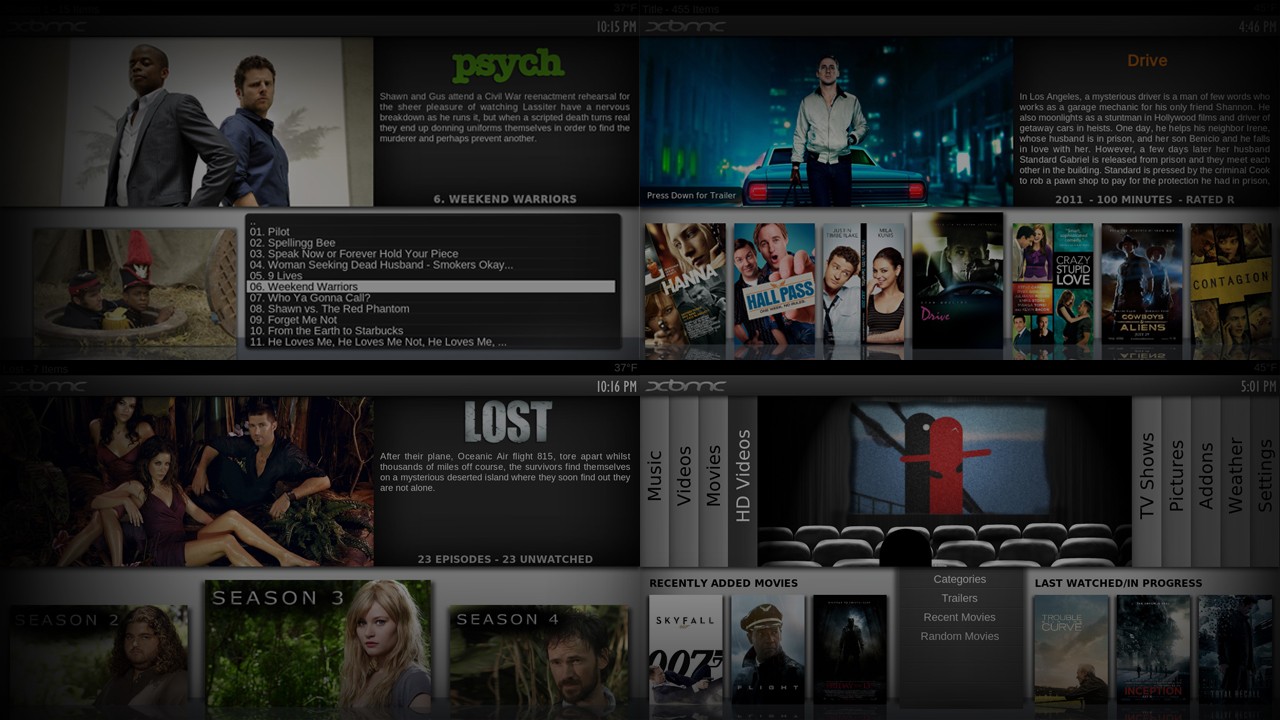 37°F
xbmc
10:15 PM
psych
Shawn and Gus attend a Civil War reenactment rehearsal for
the sheer pleasure of watching Lassiter have a nervous
breakdown as he runs it, but when a scripted death turns real
they end up donning uniforms themselves in order to find the
murderer and perhaps prevent another.
6. WEEKEND WARRIORS
..
01. Pilot
02. Spellingg Bee
03. Speak Now or Forever Hold Your Piece
04. Woman Seeking Dead Husband - Smokers Okay...
05. 9 Lives
06. Weekend Warriors
07. Who Ya Gonna Call?
08. Shawn vs. The Red Phantom
09. Forget Me Not
10. From the Earth to Starbucks
11. He Loves Me, He Loves Me Not, He Loves Me, ...
Title - 455 items
45°F
xbmc
4:46 PM
Drive
In Los Angeles, a mysterious driver is a man of few words who
works as a garage mechanic for his only friend Shannon. He
also moonlights as a stuntman in Hollywood films and driver of
getaway cars in heists. One day, he helps his neighbor Irene,
whose husband is in prison, and her son Benicio and he falls
in love with her. However, a few days later her husband
Standard Gabriel is released from prison and they meet each
other in the building. Standard is pressed by the criminal Cook
to rob a pawn shop to pay for the protection he had in prison,
Press Down for Trailer
2011 - 100 MINUTES - RATED R
HANNA
HALL PASS
JUSTIN TIMBERLAKE
MILA KUNIS
Drive
CRAZY
STUPID
LOVE
COWBOYS
& ALIENS
CONTAGION
7 items
37°F
xbmc
10:16 PM
LOST
After their plane, Oceanic Air flight 815, tore apart whilst
thousands of miles off course, the survivors find themselves
on a mysterious deserted island where they soon find out they
are not alone.
23 EPISODES - 23 UNWATCHED
SEASON 2
SEASON 3
SEASON 4
45°F
xbmc
5:01 PM
Music
Videos
Movies
HD Videos
TV Shows
Pictures
Addons
Weather
Settings
RECENTLY ADDED MOVIES
SKYFALL
007
FLIGHT
Categories
Trailers
Recent Movies
Random Movies
LAST WATCHED/IN PROGRESS
TROUBLE
CURVE
INCEPTION
TOTAL RECALL